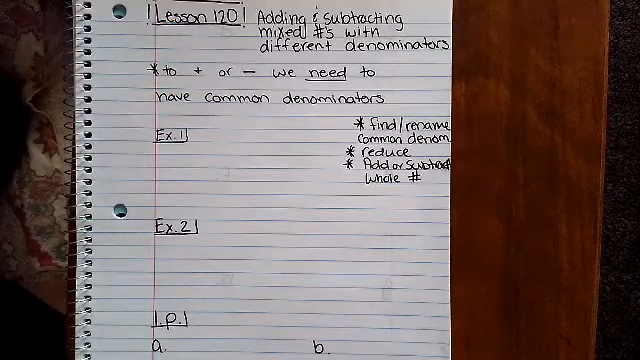 Lesson 120 Adding & subtracting
mixed #'s with
different denominators
* to + or - we need to
have common denominators
* find/rename
common denom
* reduce
* Add or subtract
whole #
Ex. 1
Ex. 2
I.P.
a. b.